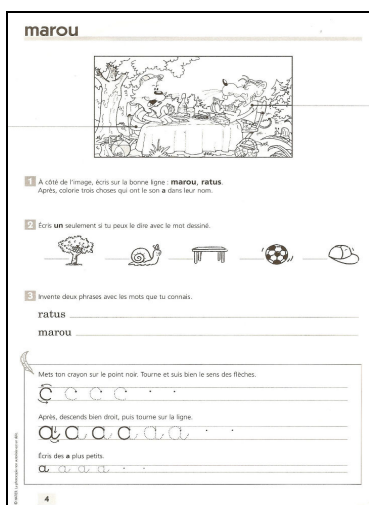 marou
1 À côté de l'image, écris sur la bonne ligne : marou, ratus.
Après, colorie trois choses qui ont le son a dans leur nom.
2 Écris un seulement si tu peux le dire avec le mot dessiné.
3 Invente deux phrases avec les mots que tu connais.
ratus
marou
Mets ton crayon sur le point noir. Tourne et suis bien le sens des flèches.
c c c c
Après, descends bien droit, puis tourne sur la ligne.
a a a a a a
Écris des a plus petits.
a a a a
4